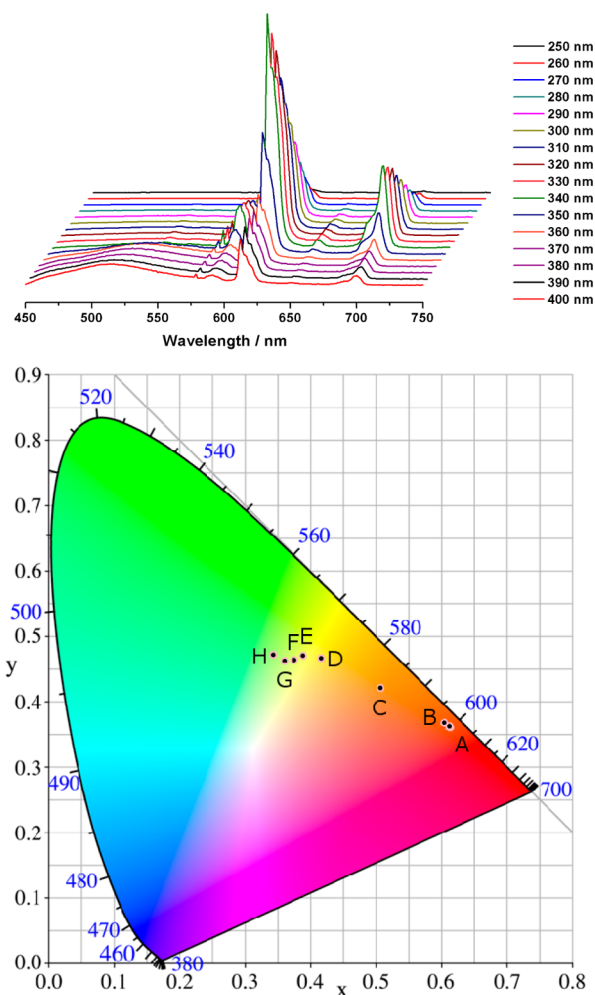 250 nm
260 nm
270 nm
280 nm
290 nm
300 nm
310 nm
320 nm
330 nm
340 nm
350 nm
360 nm
370 nm
380 nm
390 nm
400 nm
450 500 550 600 650 700 750
Wavelength / nm
0.9
520
0.8
540
0.7
560
0.6
500
0.5
580
y
H G F E D
0.4
C B A
600
620
0.3
490
700
0.2
480
0.1
470
460
380
0.0
0.0 0.1 0.2 0.3 0.4 0.5 0.6 0.7 0.8
x